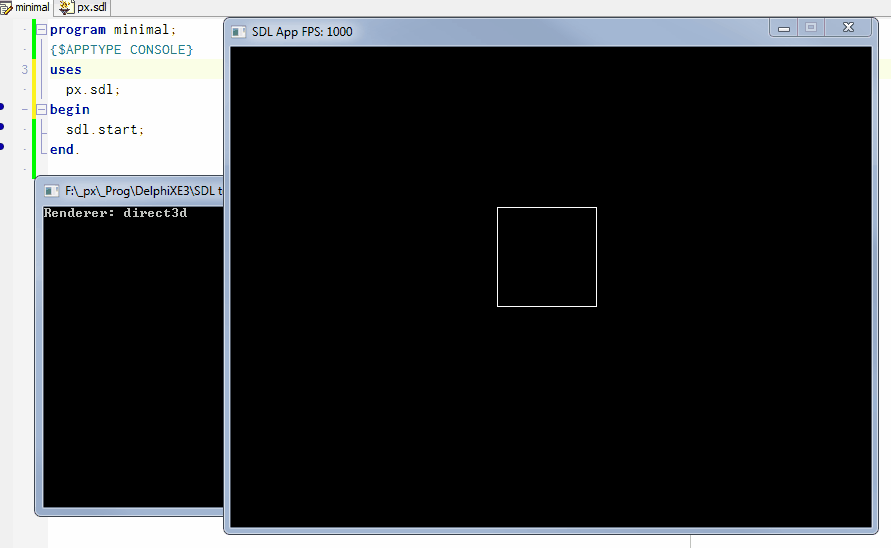 minimal px.sdl
program minimal;
{$APPTYPE CONSOLE}
3 uses
px.sdl;
begin
sdl.start;
end.
F:\_px\_Prog\DelphiXE3\SDL t
Renderer: direct3d
SDL App FPS: 1000